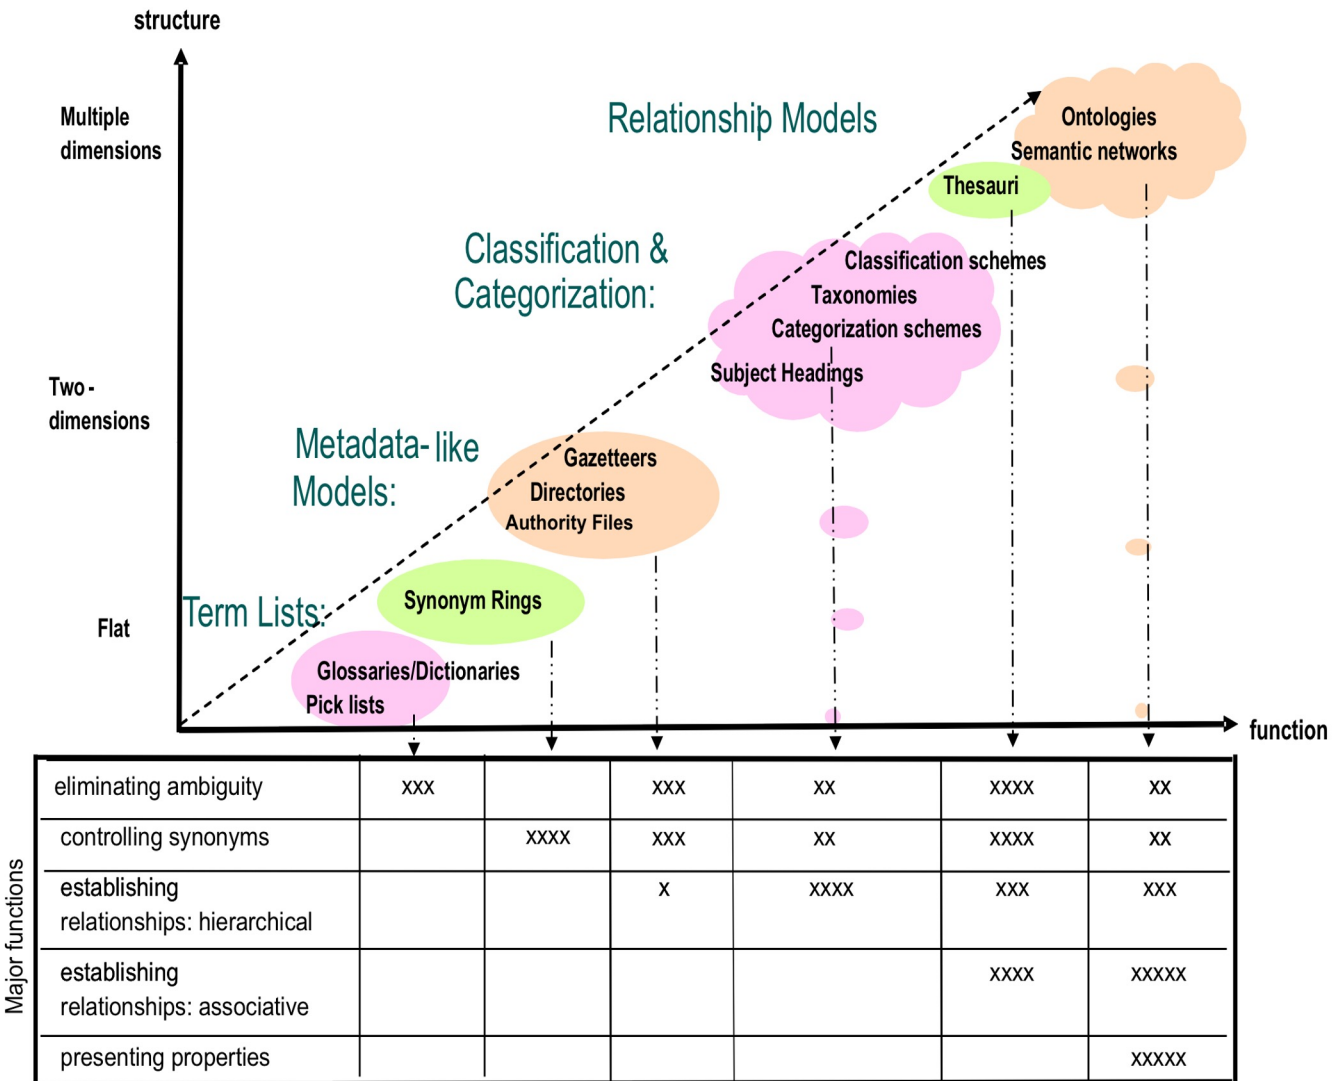 structure
Multiple
dimensions
Relationship Models
Ontologies
Semantic networks
Thesauri
Classification &
Categorization:
Classification schemes
Taxonomies
Categorization schemes
Subject Headings
Two-
dimensions
Metadata-like
Models:
Gazetteers
Directories
Authority Files
Synonym Rings
Term Lists:
Flat
Glossaries/Dictionaries
Pick lists
function
Major functions
eliminating ambiguity xxx xxx xx xxxx xx
controlling synonyms xxxx xxx xx xxxx xx
establishing x xxxx xxx xxx
relationships: hierarchical
establishing xxxx xxxxx
relationships: associative
presenting properties xxxxx